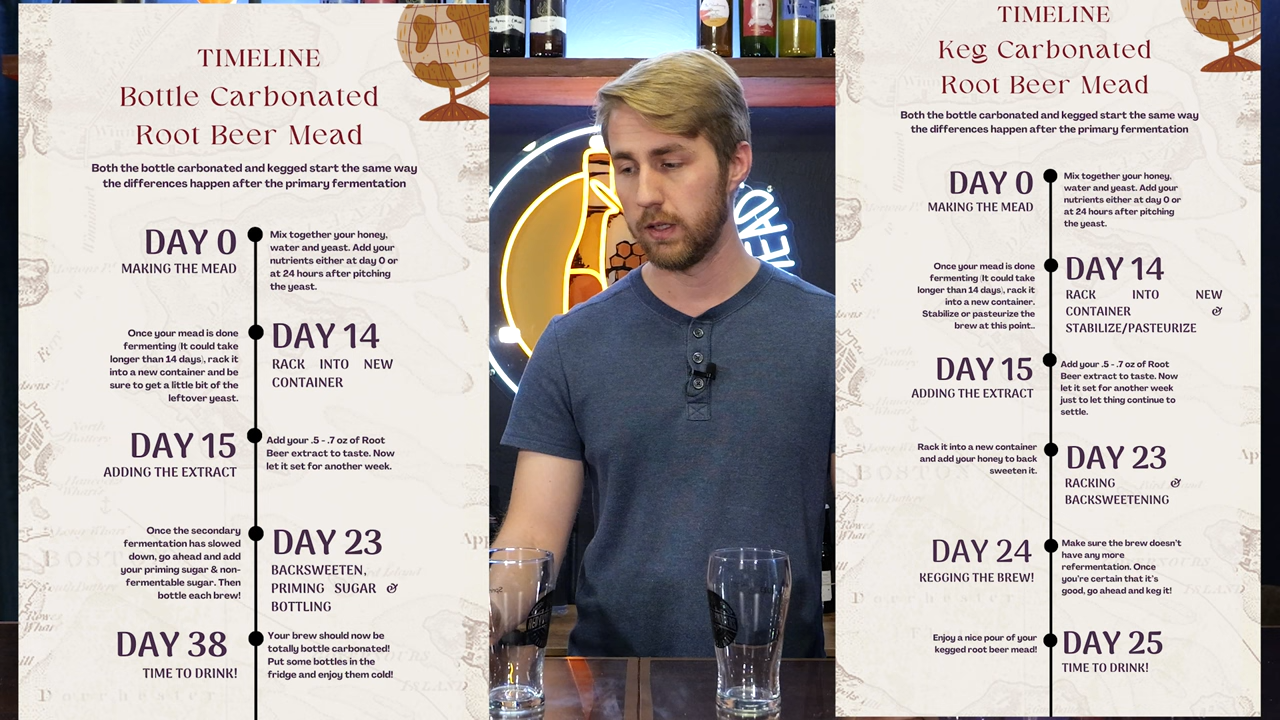 TIMELINE
Bottle Carbonated
Root Beer Mead
Both the bottle carbonated and kegged start the same way
the differences happen after the primary fermentation
DAY 0
MAKING THE MEAD
Mix together your honey,
water and yeast. Add your
nutrients either at day 0 or
at 24 hours after pitching
the yeast.
Once your mead is done
fermenting (It could take
longer than 14 days), rack it
into a new container and be
sure to get a little bit of the
leftover yeast.
DAY 14
RACK INTO NEW
CONTAINER
DAY 15
ADDING THE EXTRACT
Add your .5 - .7 oz of Root
Beer extract to taste. Now
let it set for another week.
Once the secondary
fermentation has slowed
down, go ahead and add
your priming sugar & non-
fermentable sugar. Then
bottle each brew!
DAY 23
BACKSWEETEN,
PRIMING SUGAR &
BOTTLING
DAY 38
TIME TO DRINK!
Your brew should now be
totally bottle carbonated!
Put some bottles in the
fridge and enjoy them cold!
EAD
TIMELINE
Keg Carbonated
Root Beer Mead
Both the bottle carbonated and kegged start the same way
the differences happen after the primary fermentation
DAY 0
MAKING THE MEAD
Mix together your honey,
water and yeast. Add your
nutrients either at day 0 or
at 24 hours after pitching
the yeast.
Once your mead is done
fermenting (It could take
longer than 14 days), rack it
into a new container.
Stabilize or pasteurize the
brew at this point..
DAY 14
RACK INTO NEW
CONTAINER &
STABILIZE/PASTEURIZE
DAY 15
ADDING THE EXTRACT
Add your .5 - .7 oz of Root
Beer extract to taste. Now
let it set for another week
just to let thing continue to
settle.
Rack it into a new container
and add your honey to back
sweeten it.
DAY 23
RACKING &
BACKSWEETENING
DAY 24
KEGGING THE BREW!
Make sure the brew doesn't
have any more
refermentation. Once
you're certain that it's
good, go ahead and keg it!
Enjoy a nice pour of your
kegged root beer mead!
DAY 25
TIME TO DRINK!